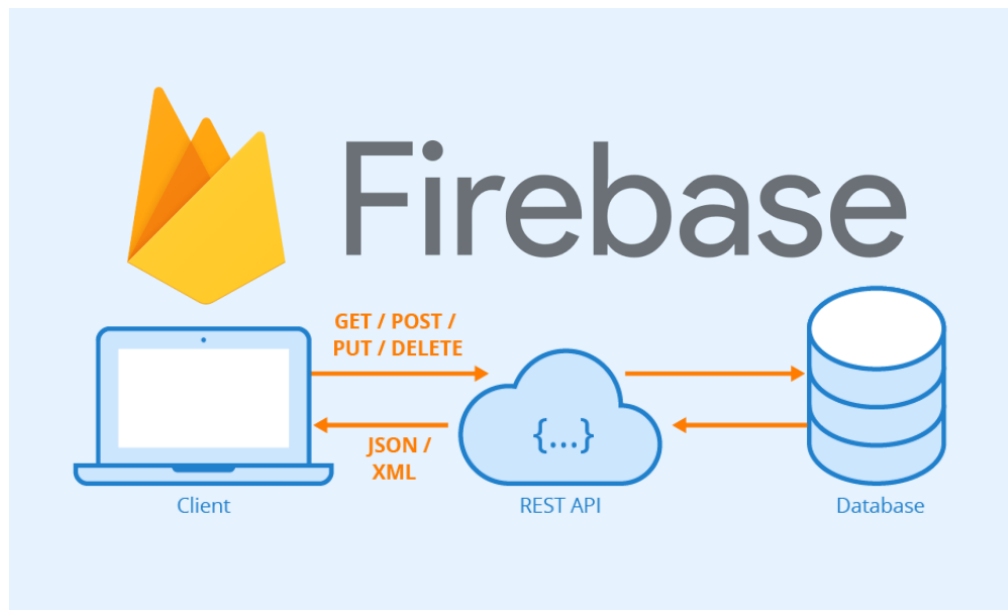 Firebase
GET / POST /
PUT / DELETE
{...}
JSON /
XML
Client
REST API
Database